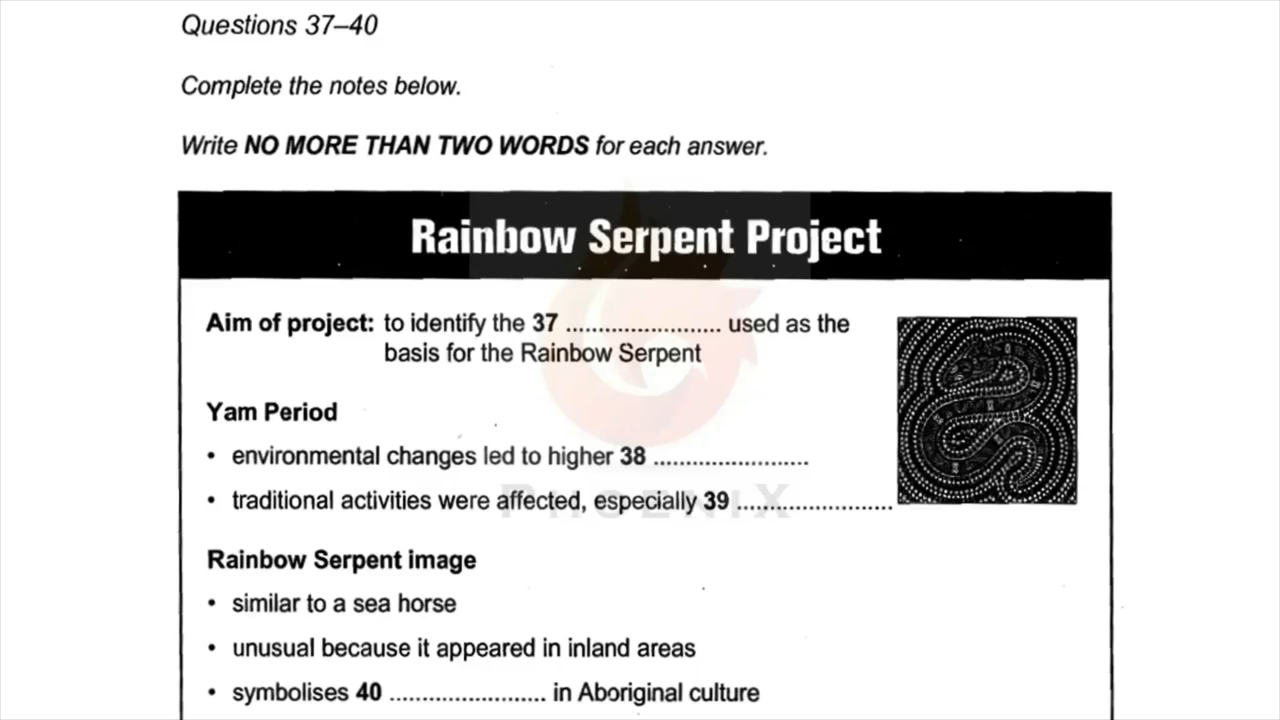 Questions 37–40
Complete the notes below.
Write NO MORE THAN TWO WORDS for each answer.
Rainbow Serpent Project
Aim of project: to identify the 37 ........................ used as the
basis for the Rainbow Serpent
Yam Period
• environmental changes led to higher 38 ........................
• traditional activities were affected, especially 39 ........................
PHOENIX
Rainbow Serpent image
• similar to a sea horse
• unusual because it appeared in inland areas
• symbolises 40 ........................ in Aboriginal culture